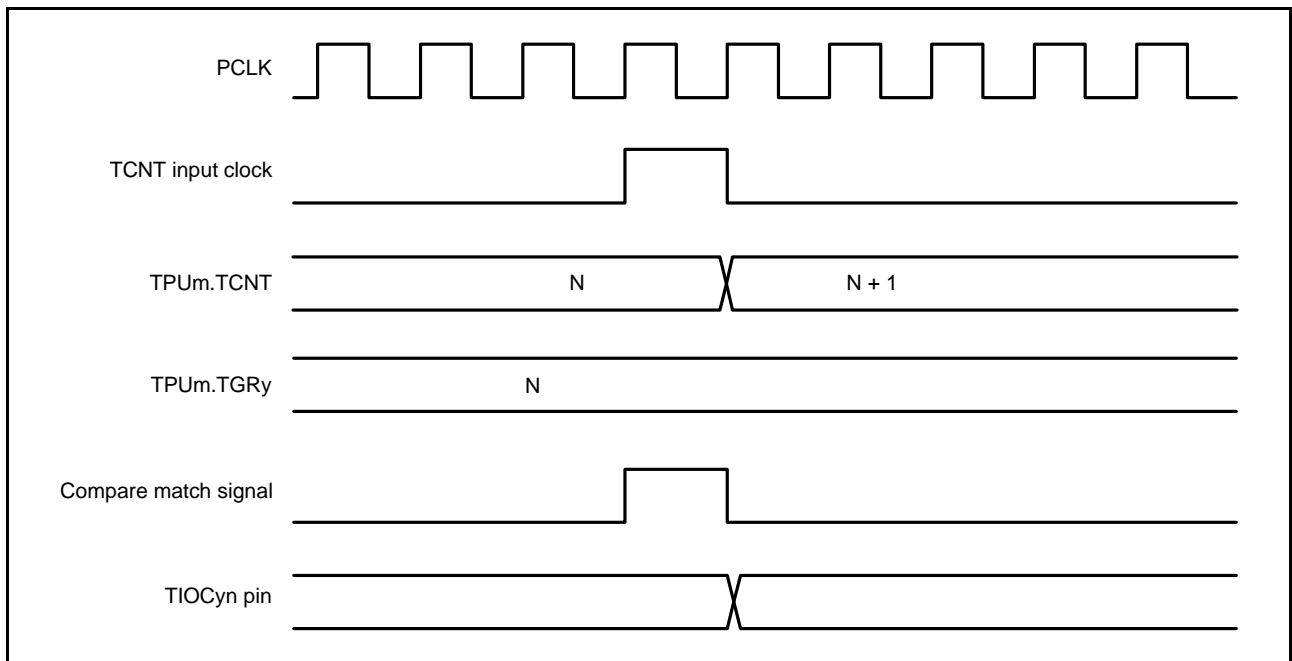 PCLK
TCNT input clock
TPUm.TCNT
N
N + 1
TPUm.TGRy
N
Compare match signal
TIOCyn pin